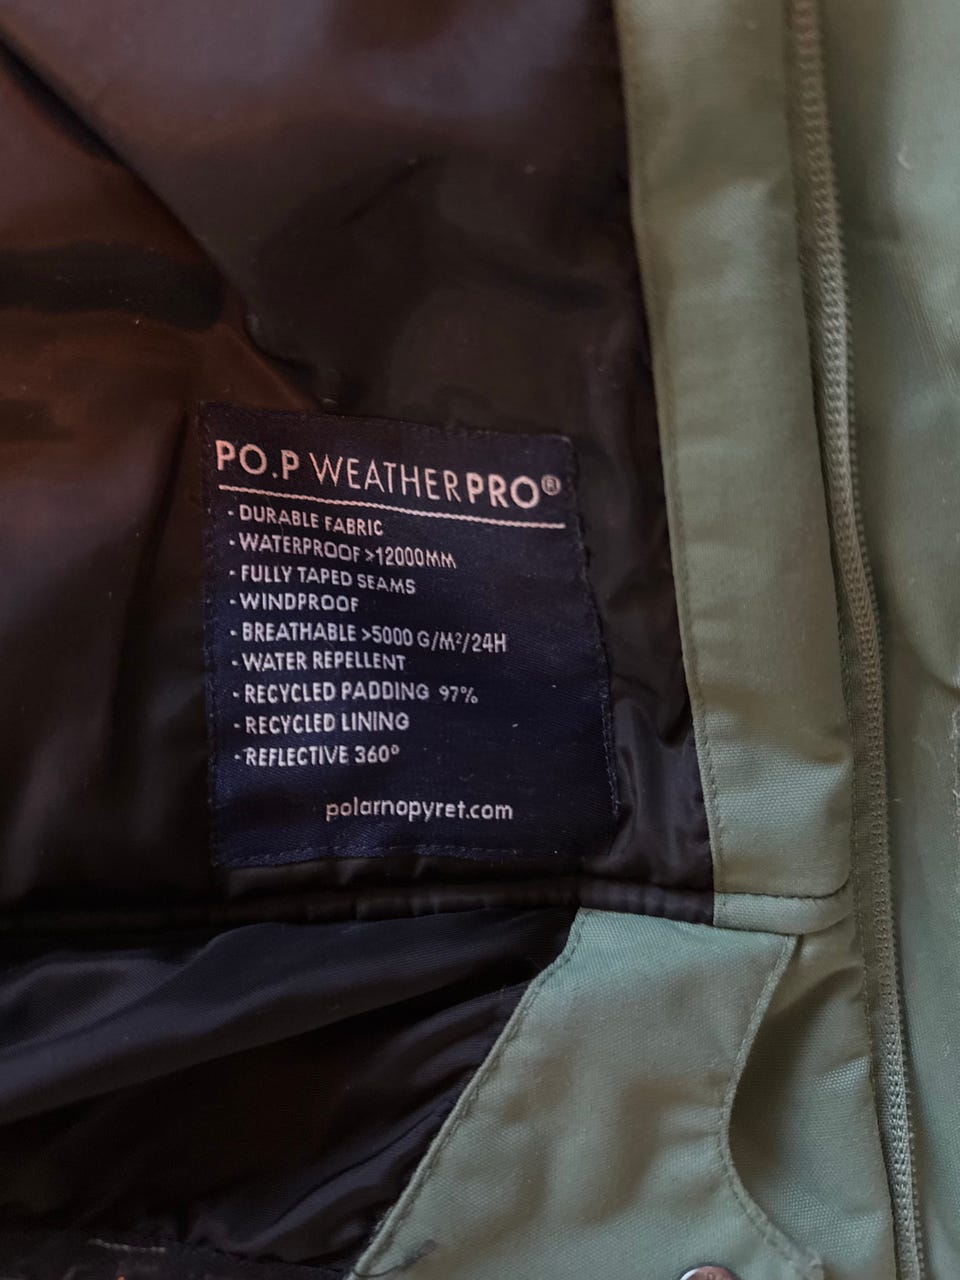 PO.P WEATHERPRO®
- DURABLE FABRIC
- WATERPROOF >12000MM
- FULLY TAPED SEAMS
- WINDPROOF
- BREATHABLE >5000 G/M²/24H
- WATER REPELLENT
- RECYCLED PADDING 97%
- RECYCLED LINING
- REFLECTIVE 360°
polarnopyret.com